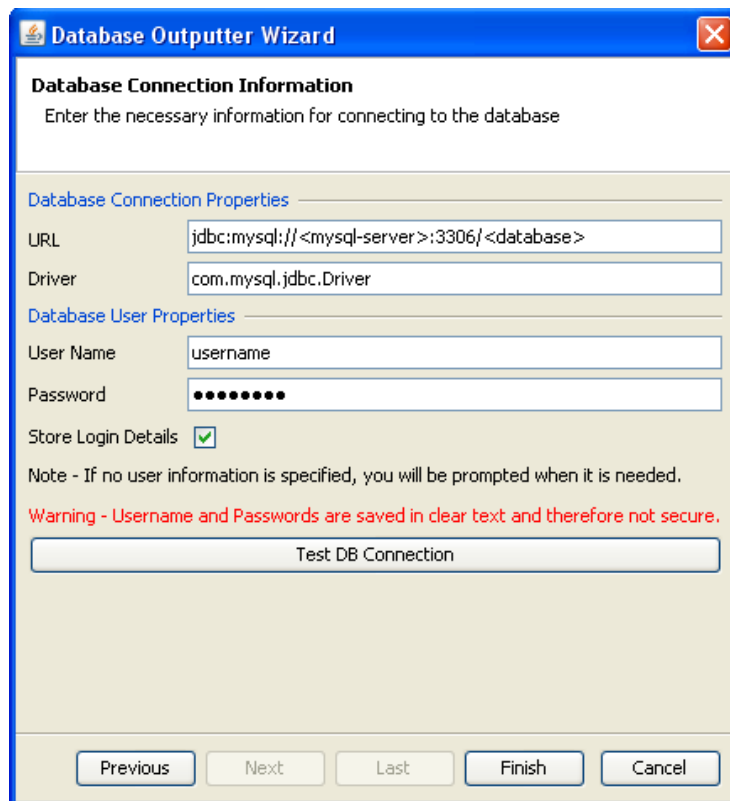 Database Outputter Wizard
Database Connection Information
Enter the necessary information for connecting to the database
Database Connection Properties
URL jdbc:mysql://<mysql-server>:3306/<database>
Driver com.mysql.jdbc.Driver
Database User Properties
User Name username
Password ●●●●●●●●
Store Login Details
Note - If no user information is specified, you will be prompted when it is needed.
Warning - Username and Passwords are saved in clear text and therefore not secure.
Test DB Connection
Previous Next Last Finish Cancel